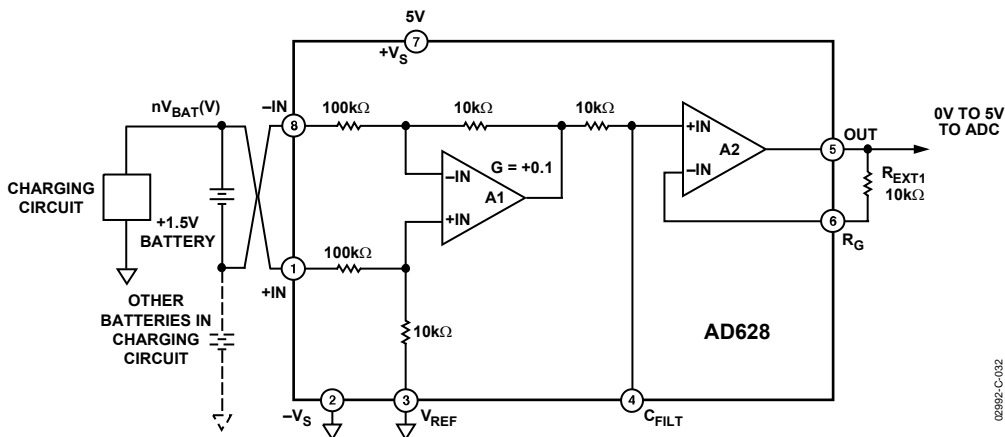 5V
+VS
7
nVBAT(V)
–IN
8
100kΩ
10kΩ
10kΩ
+IN
A2
–IN
OUT
5
0V TO 5V
TO ADC
REXT1
10kΩ
6
RG
G = +0.1
–IN
A1
+IN
CHARGING
CIRCUIT
+1.5V
BATTERY
1
+IN
100kΩ
OTHER
BATTERIES IN
CHARGING
CIRCUIT
10kΩ
AD628
2
–VS
3
VREF
4
CFILT
02992-C-032